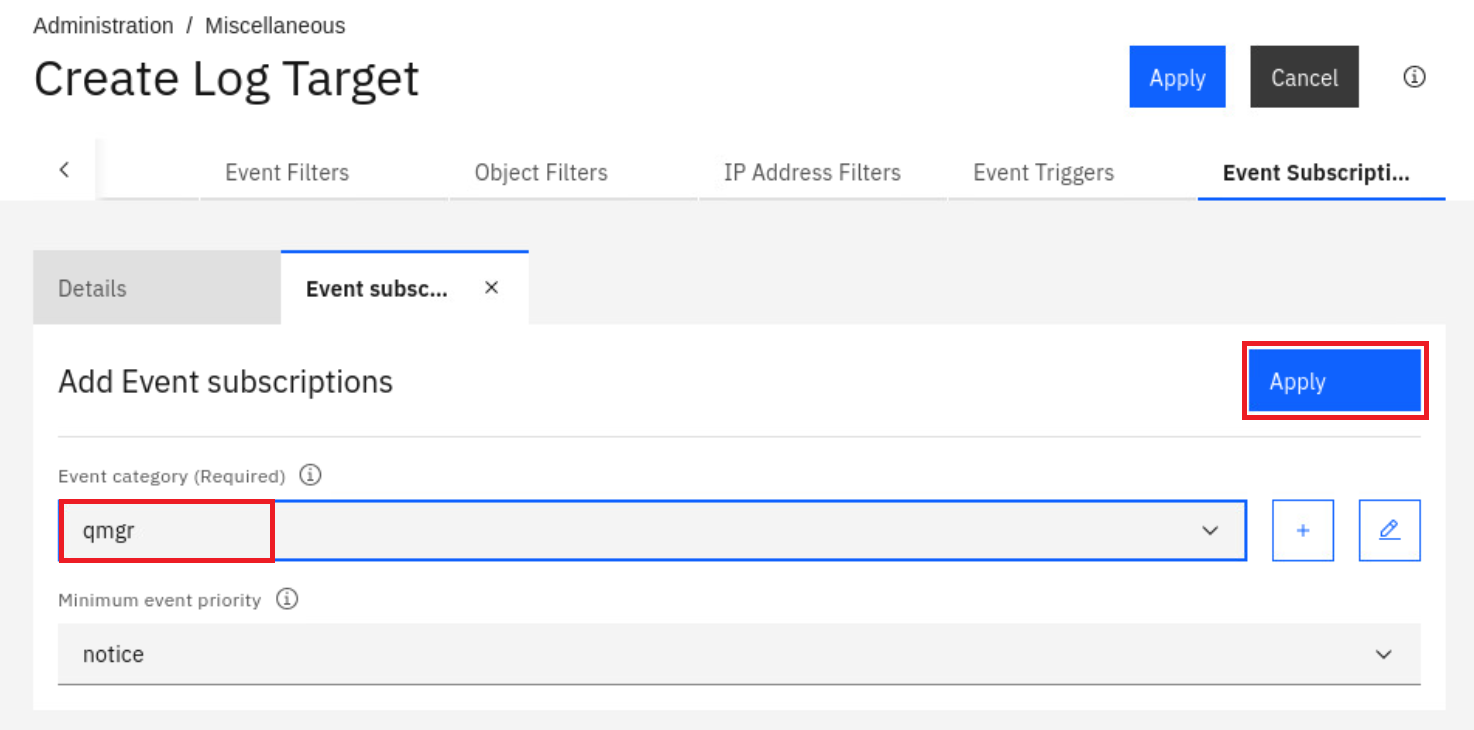 Administration / Miscellaneous
Create Log Target
Apply Cancel
Event Filters Object Filters IP Address Filters Event Triggers Event Subscripti...
Details Event subsc...
Add Event subscriptions
Apply
Event category (Required)
qmgr
Minimum event priority
notice